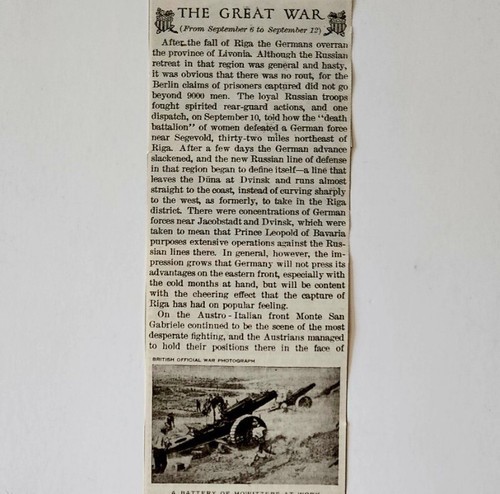 THE GREAT WAR
(From September 6 to September 12)
After the fall of Riga the Germans overran
the province of Livonia. Although the Russian
retreat in that region was general and hasty,
it was obvious that there was no rout, for the
Berlin claims of prisoners captured did not go
beyond 9000 men. The loyal Russian troops
fought spirited rear-guard actions, and one
dispatch, on September 10, told how the "death
battalion" of women defeated a German force
near Segevold, thirty-two miles northeast of
Riga. After a few days the German advance
slackened, and the new Russian line of defense
in that region began to define itself—a line that
leaves the Düna at Dvinsk and runs almost
straight to the coast, instead of curving sharply
to the west, as formerly, to take in the Riga
district. There were concentrations of German
forces near Jacobstadt and Dvinsk, which were
taken to mean that Prince Leopold of Bavaria
purposes extensive operations against the Rus-
sian lines there. In general, however, the im-
pression grows that Germany will not press its
advantages on the eastern front, especially with
the cold months at hand, but will be content
with the cheering effect that the capture of
Riga has had on popular feeling.
On the Austro-Italian front Monte San
Gabriele continued to be the scene of the most
desperate fighting, and the Austrians managed
to hold their positions there in the face of
BRITISH OFFICIAL WAR PHOTOGRAPH
A BATTERY OF HOWITZERS AT WORK